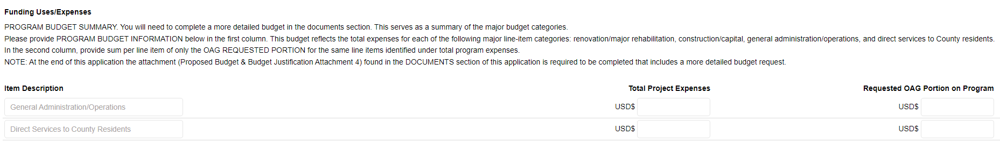 Funding Uses/Expenses
PROGRAM BUDGET SUMMARY. You will need to complete a more detailed budget in the documents section. This serves as a summary of the major budget categories.
Please provide PROGRAM BUDGET INFORMATION below in the first column. This budget reflects the total expenses for each of the following major line-item categories: renovation/major rehabilitation, construction/capital, general administration/operations, and direct services to County residents.
In the second column, provide sum per line item of only the OAG REQUESTED PORTION for the same line items identified under total program expenses.
NOTE: At the end of this application the attachment (Proposed Budget & Budget Justification Attachment 4) found in the DOCUMENTS section of this application is required to be completed that includes a more detailed budget request.
Item Description Total Project Expenses Requested OAG Portion on Program
General Administration/Operations USD$ USD$
Direct Services to County Residents USD$ USD$